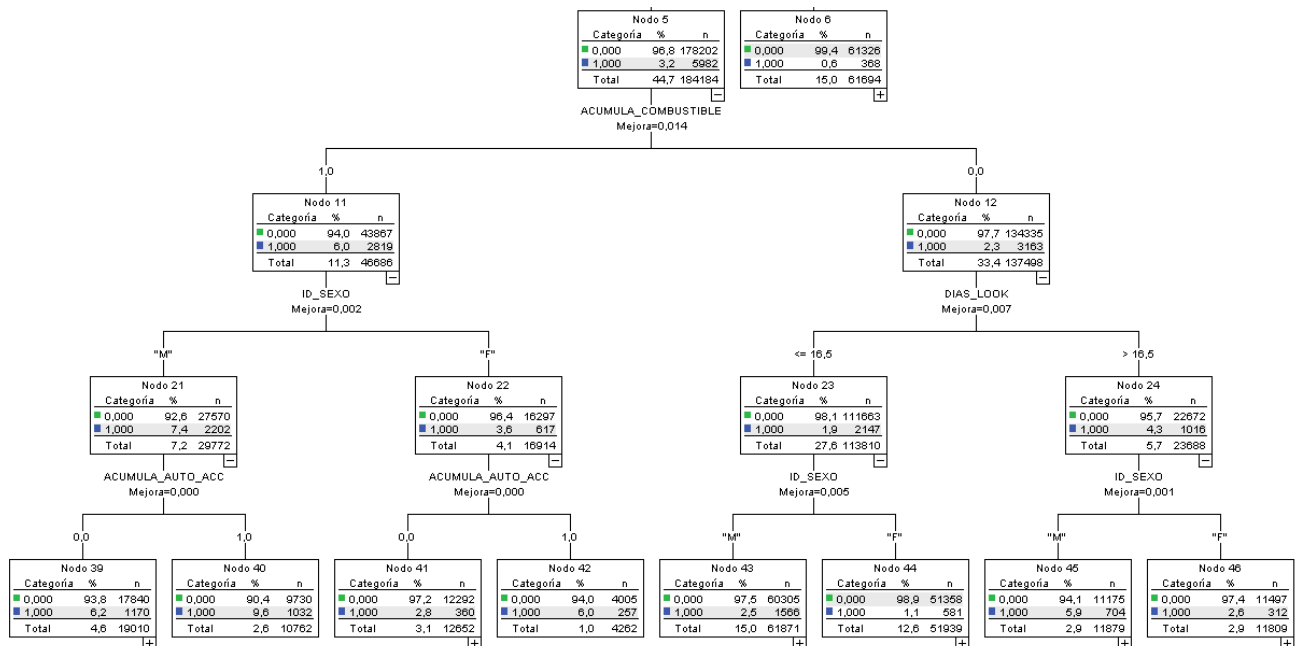 Nodo 5
Categoría % n
0,000 96,8 178202
1,000 3,2 5982
Total 44,7 184184
Nodo 6
Categoría % n
0,000 99,4 61326
1,000 0,6 368
Total 15,0 61694
ACUMULA_COMBUSTIBLE
Mejora=0,014
1,0
0,0
Nodo 11
Categoría % n
0,000 94,0 43867
1,000 6,0 2819
Total 11,3 46686
Nodo 12
Categoría % n
0,000 97,7 134335
1,000 2,3 3163
Total 33,4 137498
ID_SEXO
Mejora=0,002
DIAS_LOOK
Mejora=0,007
"M"
"F"
<= 16,5
> 16,5
Nodo 21
Categoría % n
0,000 92,6 27570
1,000 7,4 2202
Total 7,2 29772
Nodo 22
Categoría % n
0,000 96,4 16297
1,000 3,6 617
Total 4,1 16914
Nodo 23
Categoría % n
0,000 98,1 111663
1,000 1,9 2147
Total 27,6 113810
Nodo 24
Categoría % n
0,000 95,7 22672
1,000 4,3 1016
Total 5,7 23688
ACUMULA_AUTO_ACC
Mejora=0,000
ACUMULA_AUTO_ACC
Mejora=0,000
ID_SEXO
Mejora=0,005
ID_SEXO
Mejora=0,001
0,0
1,0
0,0
1,0
"M"
"F"
"M"
"F"
Nodo 39
Categoría % n
0,000 93,8 17840
1,000 6,2 1170
Total 4,6 19010
Nodo 40
Categoría % n
0,000 90,4 9730
1,000 9,6 1032
Total 2,6 10762
Nodo 41
Categoría % n
0,000 97,2 12292
1,000 2,8 360
Total 3,1 12652
Nodo 42
Categoría % n
0,000 94,0 4005
1,000 6,0 257
Total 1,0 4262
Nodo 43
Categoría % n
0,000 97,5 60305
1,000 2,5 1566
Total 15,0 61871
Nodo 44
Categoría % n
0,000 98,9 51358
1,000 1,1 581
Total 12,6 51939
Nodo 45
Categoría % n
0,000 94,1 11175
1,000 5,9 704
Total 2,9 11879
Nodo 46
Categoría % n
0,000 97,4 11497
1,000 2,6 312
Total 2,9 11809